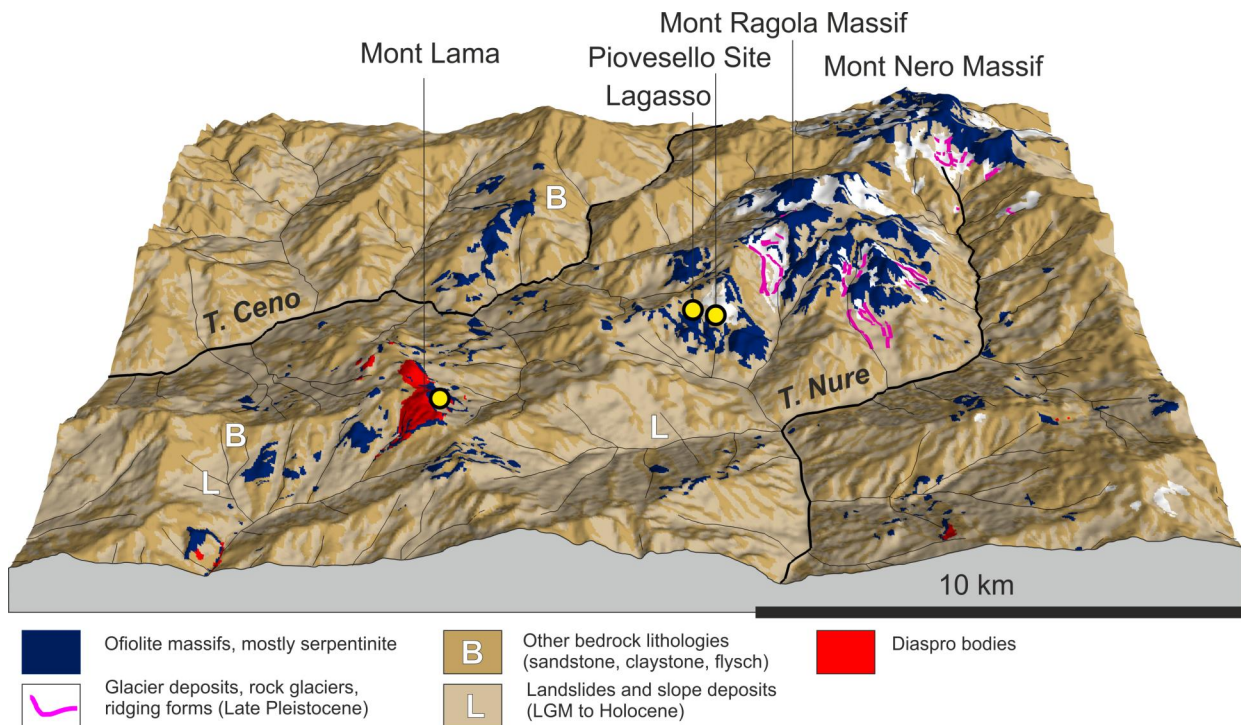 Mont Ragola Massif
Mont Lama
Piovesello Site
Mont Nero Massif
Lagasso
B
T. Ceno
T. Nure
B
L
L
10 km
Ofiolite massifs, mostly serpentinite
Glacier deposits, rock glaciers,
ridging forms (Late Pleistocene)
B
Other bedrock lithologies
(sandstone, claystone, flysch)
L
Landslides and slope deposits
(LGM to Holocene)
Diaspro bodies